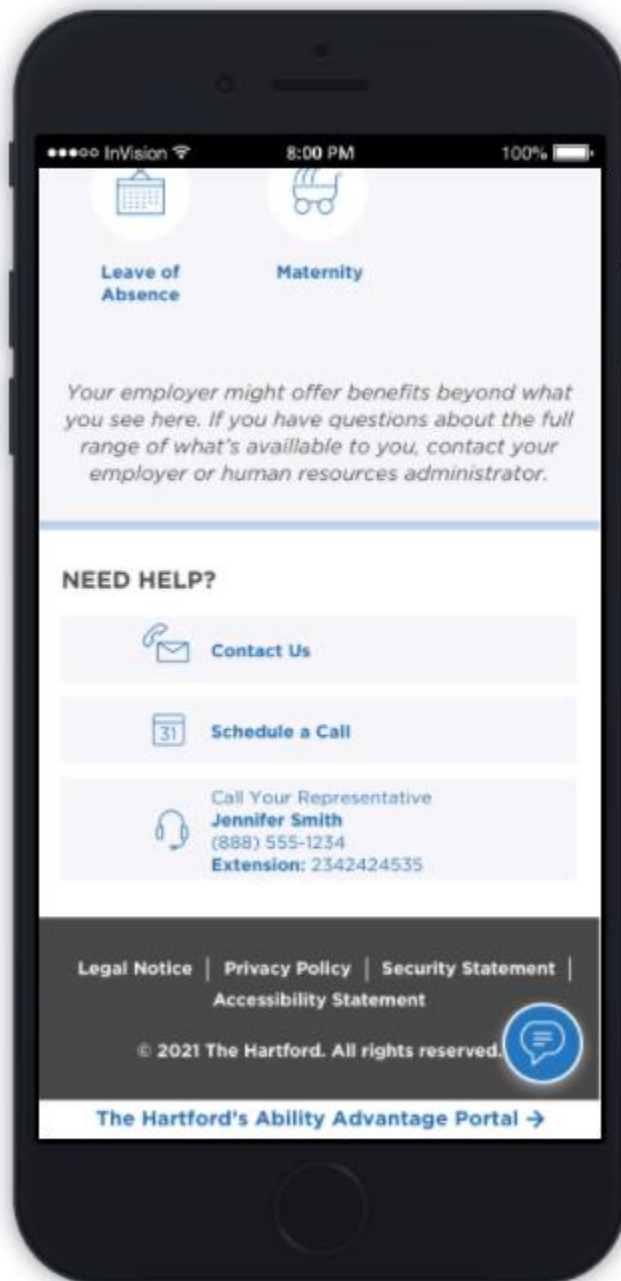 ●●●○○ InVision 8:00 PM 100%
Leave of
Absence
Maternity
Your employer might offer benefits beyond what
you see here. If you have questions about the full
range of what's availlable to you, contact your
employer or human resources administrator.
NEED HELP?
Contact Us
31 Schedule a Call
Call Your Representative
Jennifer Smith
(888) 555-1234
Extension: 2342424535
Legal Notice | Privacy Policy | Security Statement |
Accessibility Statement
© 2021 The Hartford. All rights reserved.
The Hartford's Ability Advantage Portal →